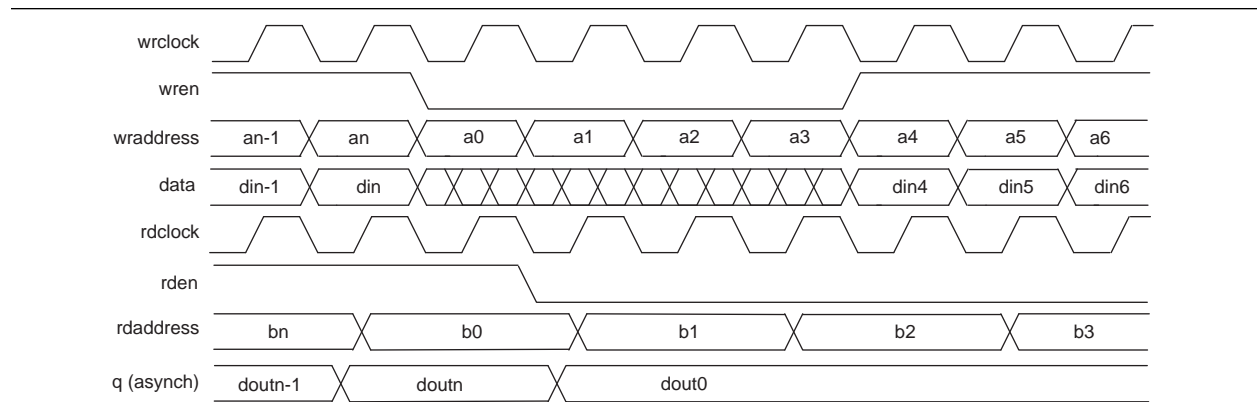 wrclock
wren
wraddress an-1 an a0 a1 a2 a3 a4 a5 a6
data din-1 din din4 din5 din6
rdclock
rden
rdaddress bn b0 b1 b2 b3
q (asynch) doutn-1 doutn dout0